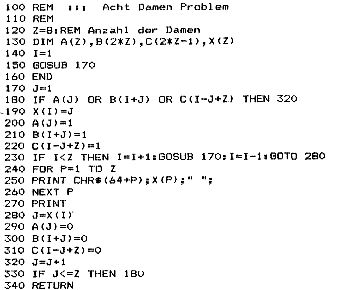 100 REM ::: Acht Damen Problem
110 REM
120 Z=8:REM Anzahl der Damen
130 DIM A(Z),B(2*Z),C(2*Z-1),X(Z)
140 I=1
150 GOSUB 170
160 END
170 J=1
180 IF A(J) OR B(I+J) OR C(I-J+Z) THEN 320
190 X(I)=J
200 A(J)=1
210 B(I+J)=1
220 C(I-J+Z)=1
230 IF I<Z THEN I=I+1:GOSUB 170:I=I-1:GOTO 280
240 FOR P=1 TO Z
250 PRINT CHR$(64+P);X(P);" ";
260 NEXT P
270 PRINT
280 J=X(I)
290 A(J)=0
300 B(I+J)=0
310 C(I-J+Z)=0
320 J=J+1
330 IF J<=Z THEN 180
340 RETURN